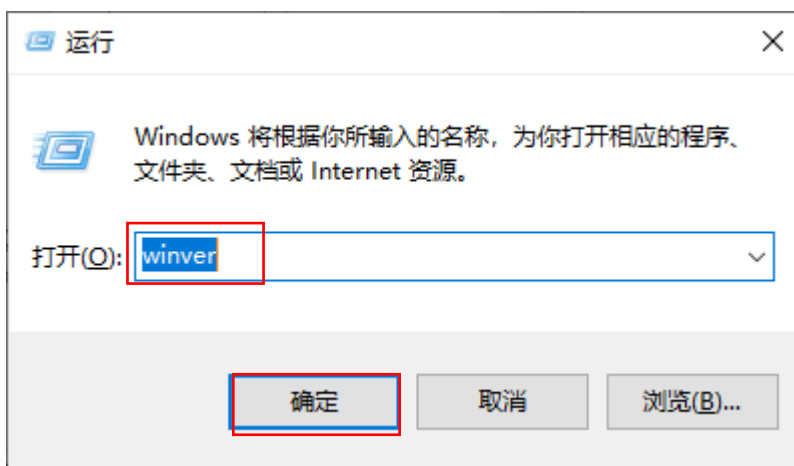 运行
Windows 将根据你所输入的名称，为你打开相应的程序、
文件夹、文档或 Internet 资源。
打开(O): winver
确定 取消 浏览(B)...